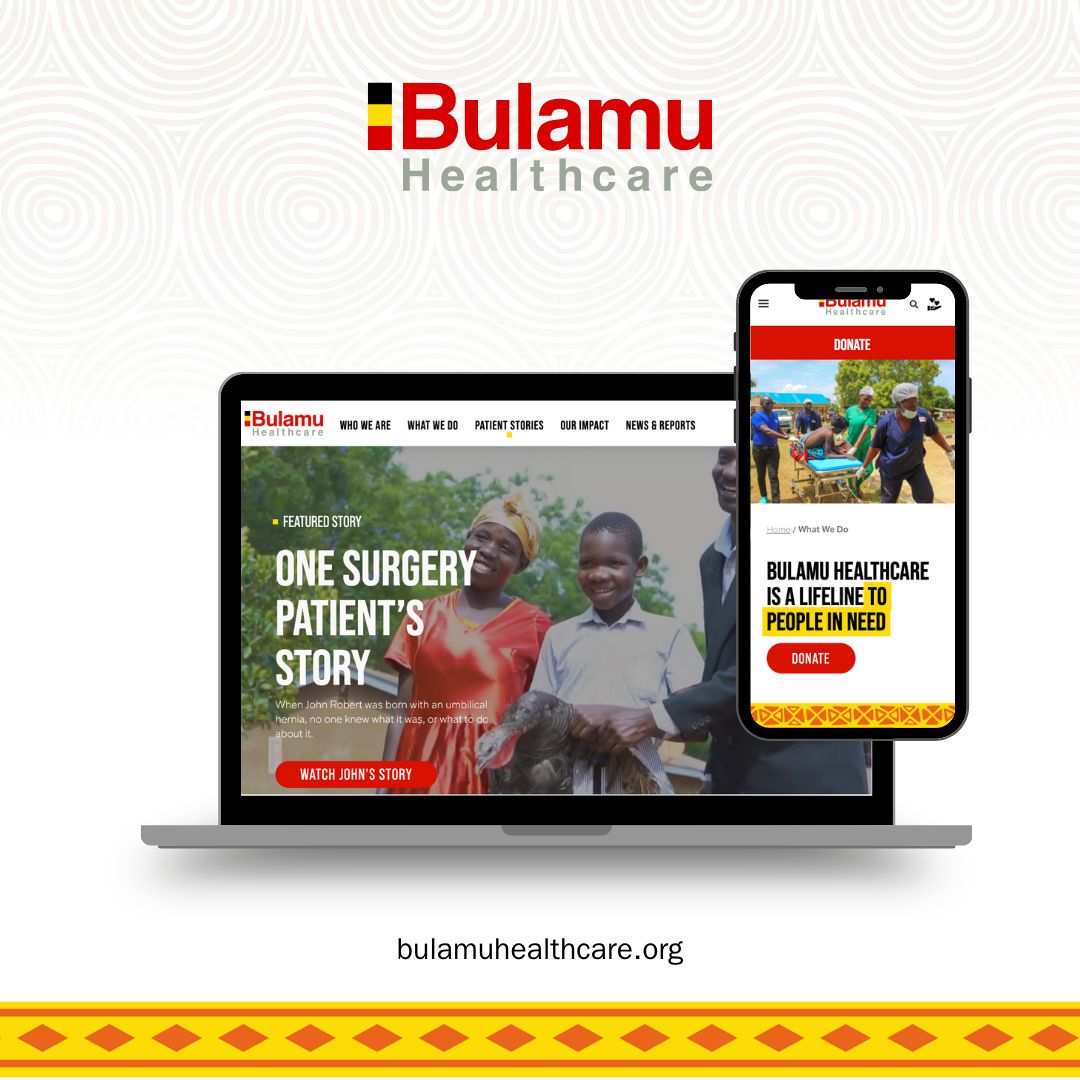 Bulamu
Healthcare
Bulamu
Healthcare
WHO WE ARE WHAT WE DO PATIENT STORIES OUR IMPACT NEWS & REPORTS
FEATURED STORY
ONE SURGERY
PATIENT'S
STORY
When John Robert was born with an umbilical
hernia, no one knew what it was, or what to do
about it.
WATCH JOHN'S STORY
Bulamu
Healthcare
DONATE
Home / What We Do
BULAMU HEALTHCARE
IS A LIFELINE TO
PEOPLE IN NEED
DONATE
bulamuhealthcare.org